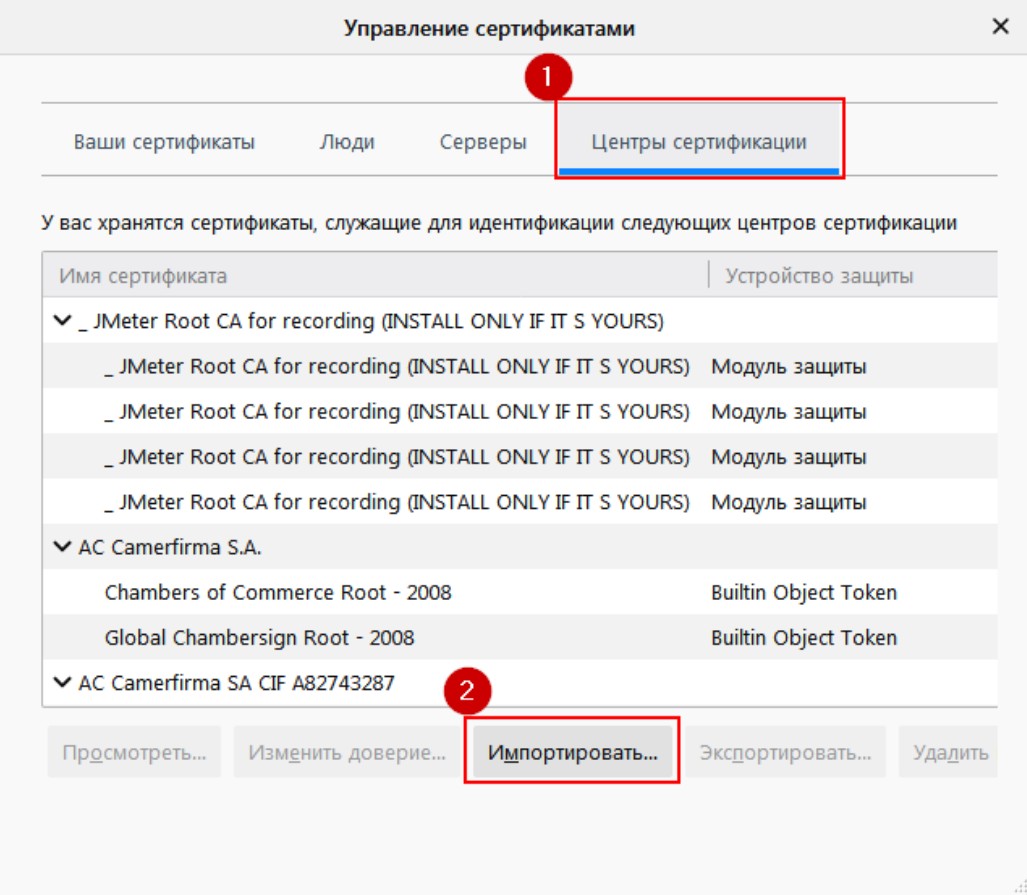 Управление сертификатами
1
Ваши сертификаты Люди Серверы Центры сертификации
У вас хранятся сертификаты, служащие для идентификации следующих центров сертификации
Имя сертификата Устройство защиты
_ JMeter Root CA for recording (INSTALL ONLY IF IT S YOURS)
_ JMeter Root CA for recording (INSTALL ONLY IF IT S YOURS) Модуль защиты
_ JMeter Root CA for recording (INSTALL ONLY IF IT S YOURS) Модуль защиты
_ JMeter Root CA for recording (INSTALL ONLY IF IT S YOURS) Модуль защиты
_ JMeter Root CA for recording (INSTALL ONLY IF IT S YOURS) Модуль защиты
AC Camerfirma S.A.
Chambers of Commerce Root - 2008 Builtin Object Token
Global Chambersign Root - 2008 Builtin Object Token
AC Camerfirma SA CIF A82743287
2
Просмотреть... Изменить доверие... Импортировать... Экспортировать... Удалить